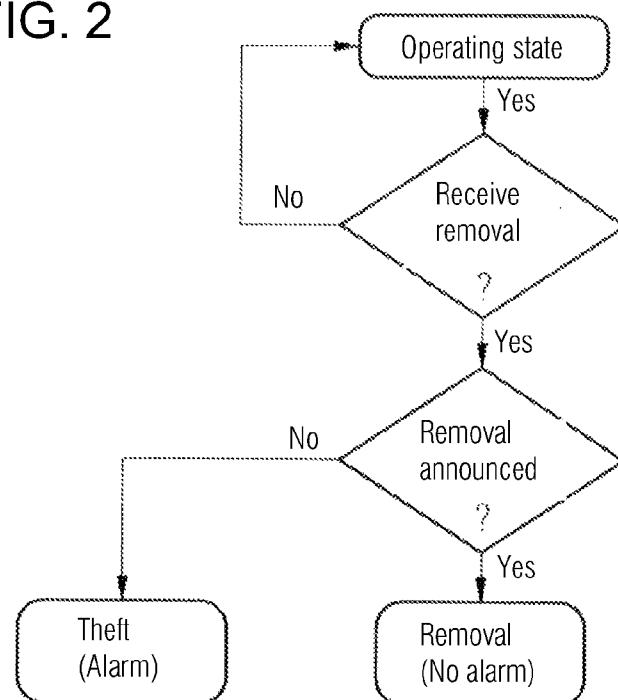 FIG. 2
Operating state
Yes
Receive
removal
?
No
Yes
Removal
announced
?
No
Yes
Theft
(Alarm)
Removal
(No alarm)